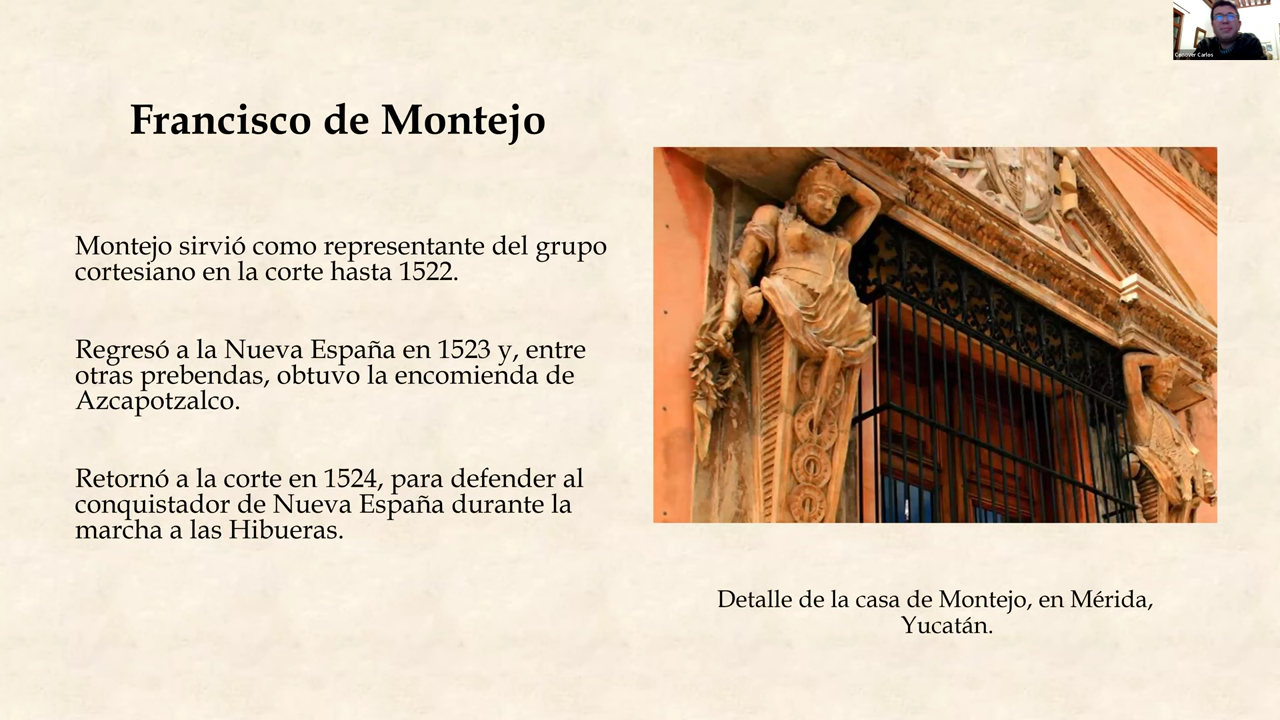 Francisco de Montejo
Montejo sirvió como representante del grupo
cortesiano en la corte hasta 1522.
Regresó a la Nueva España en 1523 y, entre
otras prebendas, obtuvo la encomienda de
Azcapotzalco.
Retornó a la corte en 1524, para defender al
conquistador de Nueva España durante la
marcha a las Hibueras.
Detalle de la casa de Montejo, en Mérida,
Yucatán.
Carlos